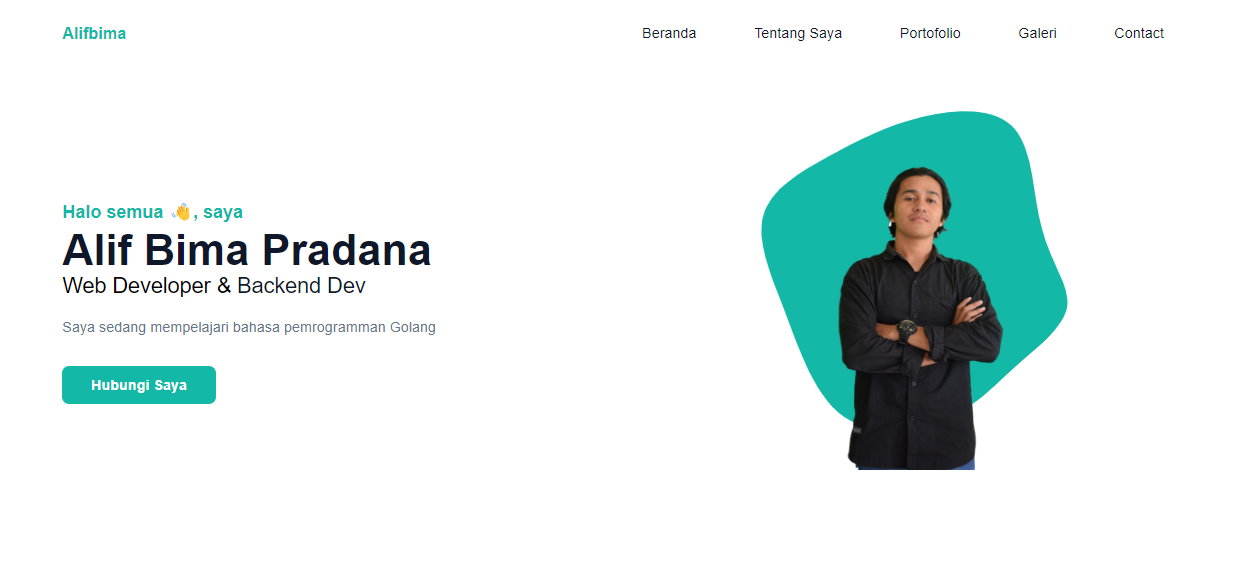 Alifbima
Beranda Tentang Saya Portofolio Galeri Contact
Halo semua 👋, saya
Alif Bima Pradana
Web Developer & Backend Dev
Saya sedang mempelajari bahasa pemrogramman Golang
Hubungi Saya